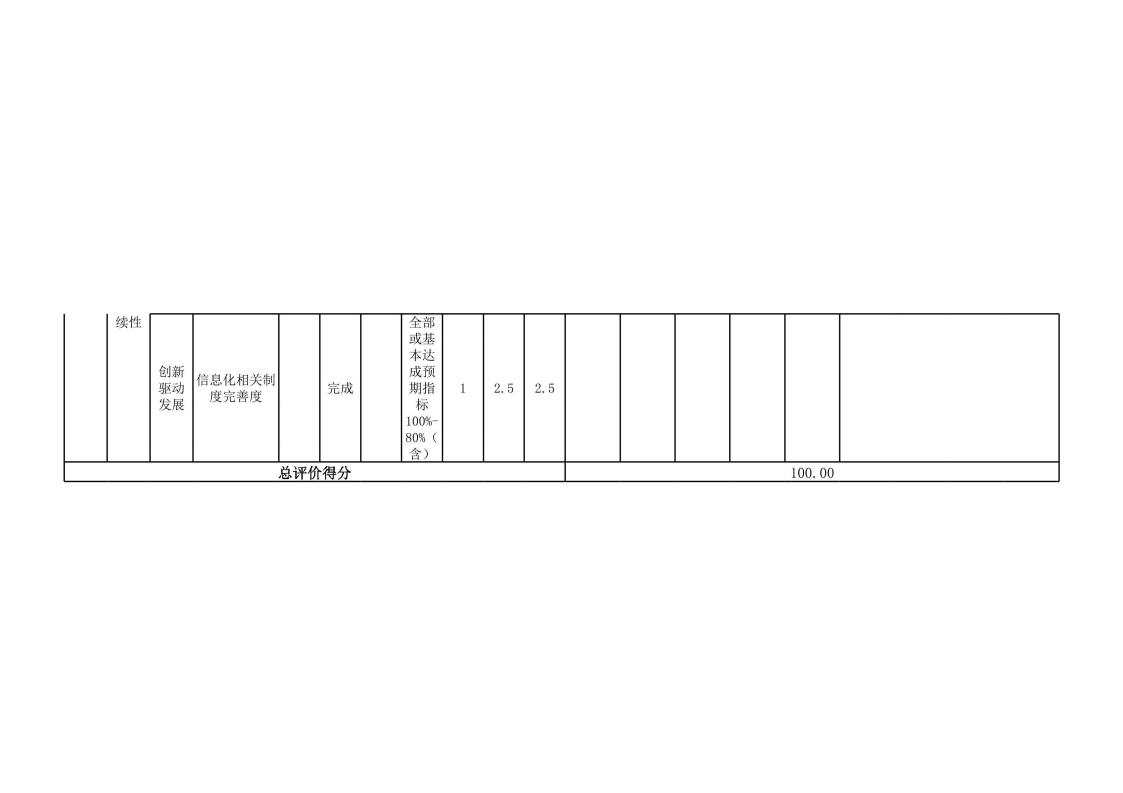 续性
创新
驱动
发展
信息化相关制
度完善度
完成
全部
或基
本达
成预
期指
标
100%-
80%（
含）
1
2.5
2.5
总评价得分
100.00